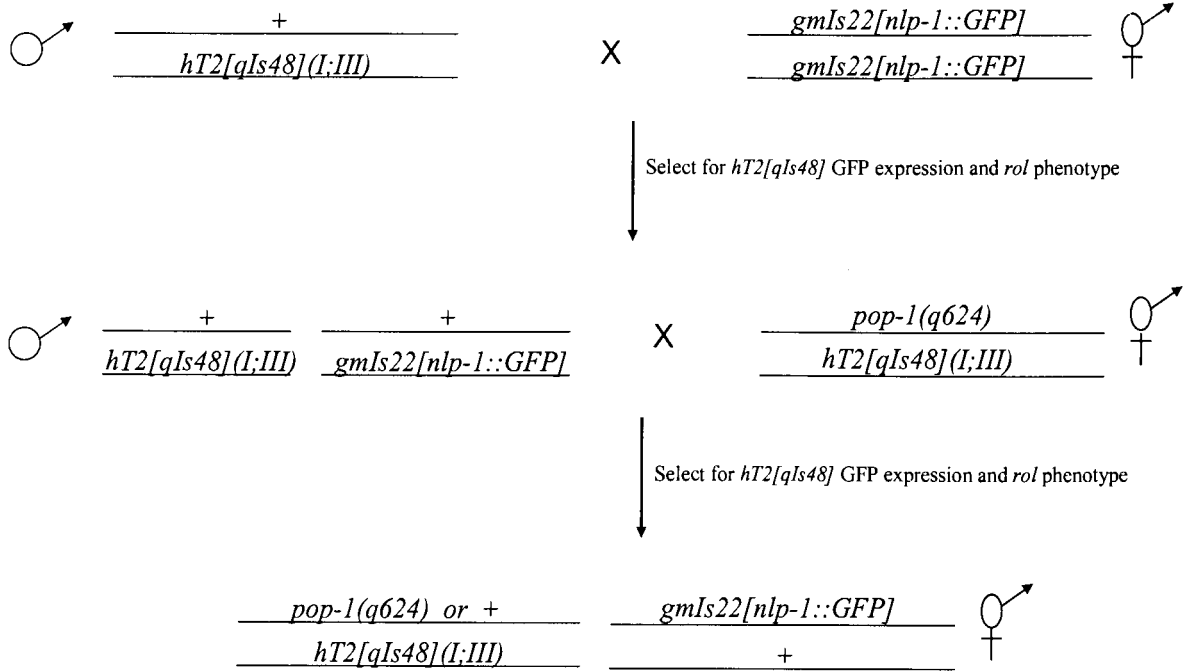 +
hT2[qIs48](I;III)
X
gmIs22[nlp-1::GFP]
gmIs22[nlp-1::GFP]
Select for hT2[qIs48] GFP expression and rol phenotype
+
hT2[qIs48](I;III)
+
gmIs22[nlp-1::GFP]
X
pop-1(q624)
hT2[qIs48](I;III)
Select for hT2[qIs48] GFP expression and rol phenotype
pop-1(q624) or +
hT2[qIs48](I;III)
gmIs22[nlp-1::GFP]
+